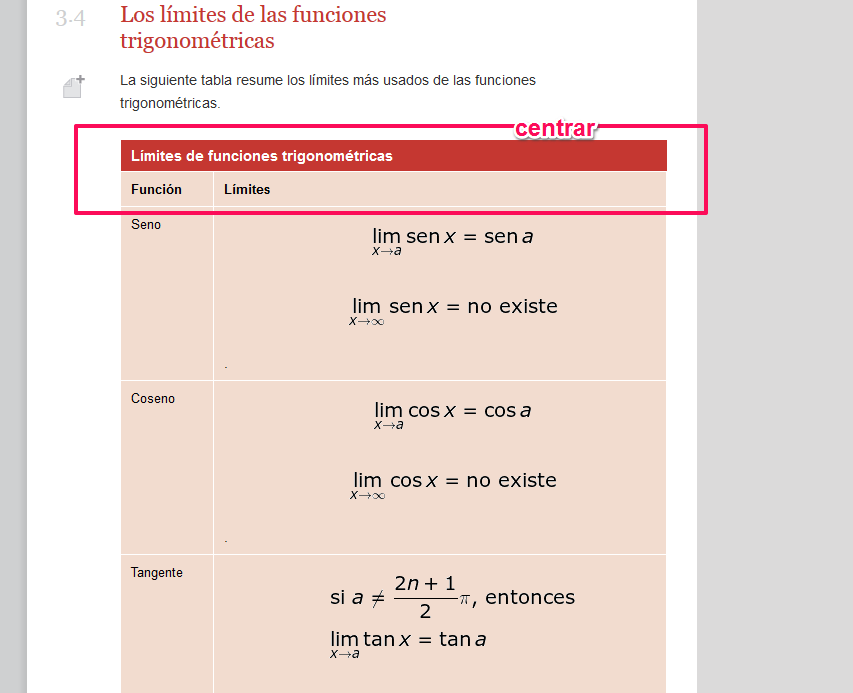 3.4 Los límites de las funciones
trigonométricas
La siguiente tabla resume los límites más usados de las funciones
trigonométricas.
centrar
Límites de funciones trigonométricas
Función Límites
Seno
lim sen x = sen a
x→a
lim sen x = no existe
x→∞
.
Coseno
lim cos x = cos a
x→a
lim cos x = no existe
x→∞
.
Tangente
si a ≠ (2n + 1)/2 π, entonces
lim tan x = tan a
x→a